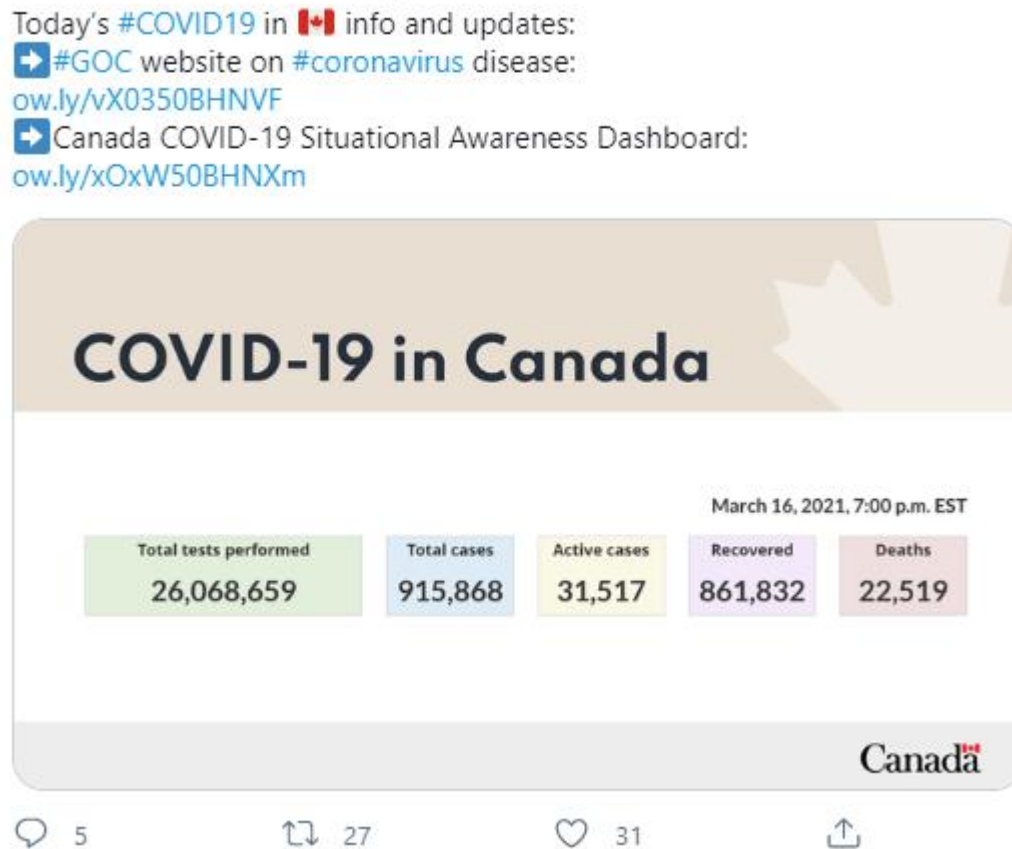 Today's #COVID19 in 🇨🇦 info and updates:
➡#GOC website on #coronavirus disease:
ow.ly/vX0350BHNVF
➡Canada COVID-19 Situational Awareness Dashboard:
ow.ly/xOxW50BHNXm
COVID-19 in Canada
March 16, 2021, 7:00 p.m. EST
Total tests performed Total cases Active cases Recovered Deaths
26,068,659 915,868 31,517 861,832 22,519
Canada
5 27 31